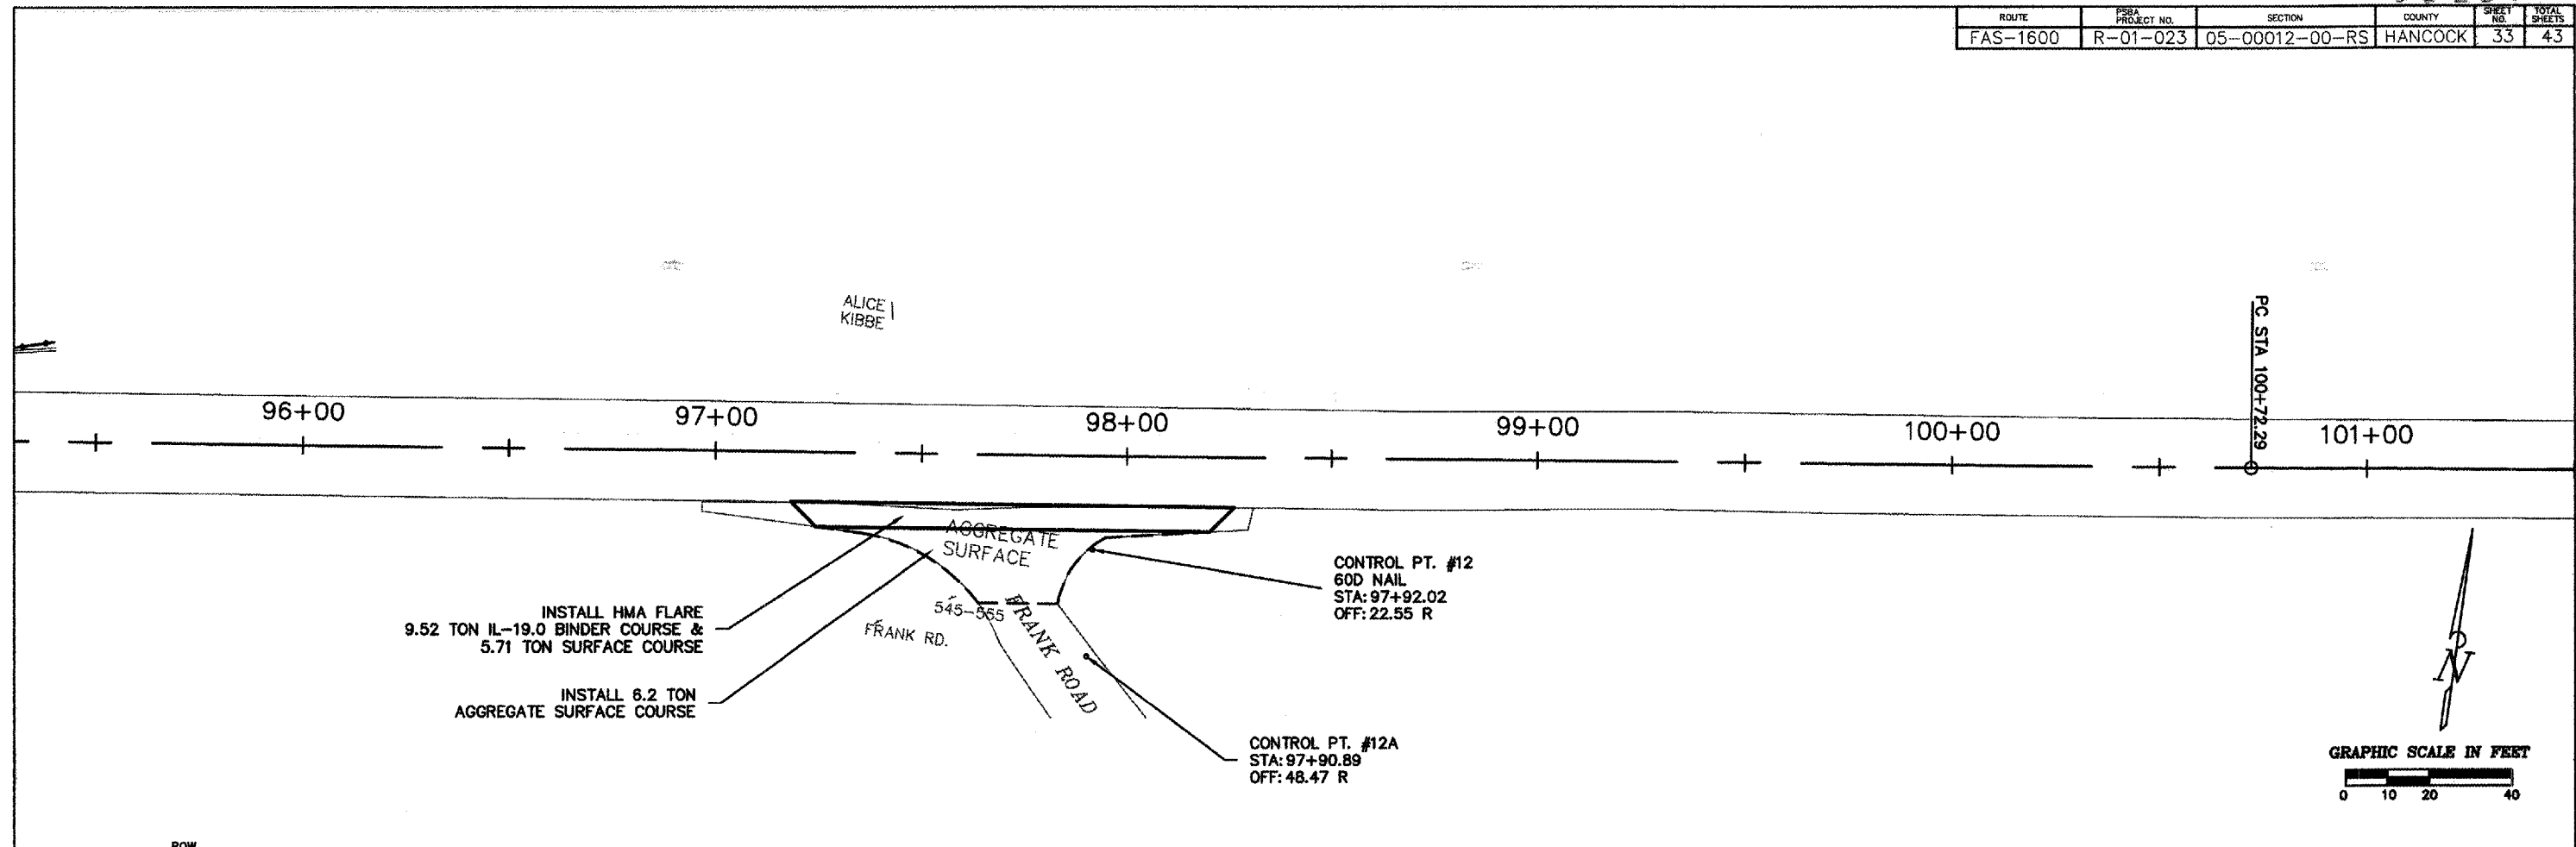 ROUTE PSBA PROJECT NO. SECTION COUNTY SHEET NO. TOTAL SHEETS
FAS-1600 R-01-023 05-00012-00-RS HANCOCK 33 43
ALICE
KIBBE
PC STA 100+72.29
96+00 97+00 98+00 99+00 100+00 101+00
AGGREGATE
SURFACE
CONTROL PT. #12
60D NAIL
STA: 97+92.02
OFF: 22.55 R
INSTALL HMA FLARE
9.52 TON IL-19.0 BINDER COURSE &
5.71 TON SURFACE COURSE
545-555
FRANK RD.
FRANK ROAD
INSTALL 6.2 TON
AGGREGATE SURFACE COURSE
CONTROL PT. #12A
STA: 97+90.89
OFF: 48.47 R
N
GRAPHIC SCALE IN FEET
0 10 20 40
ROW